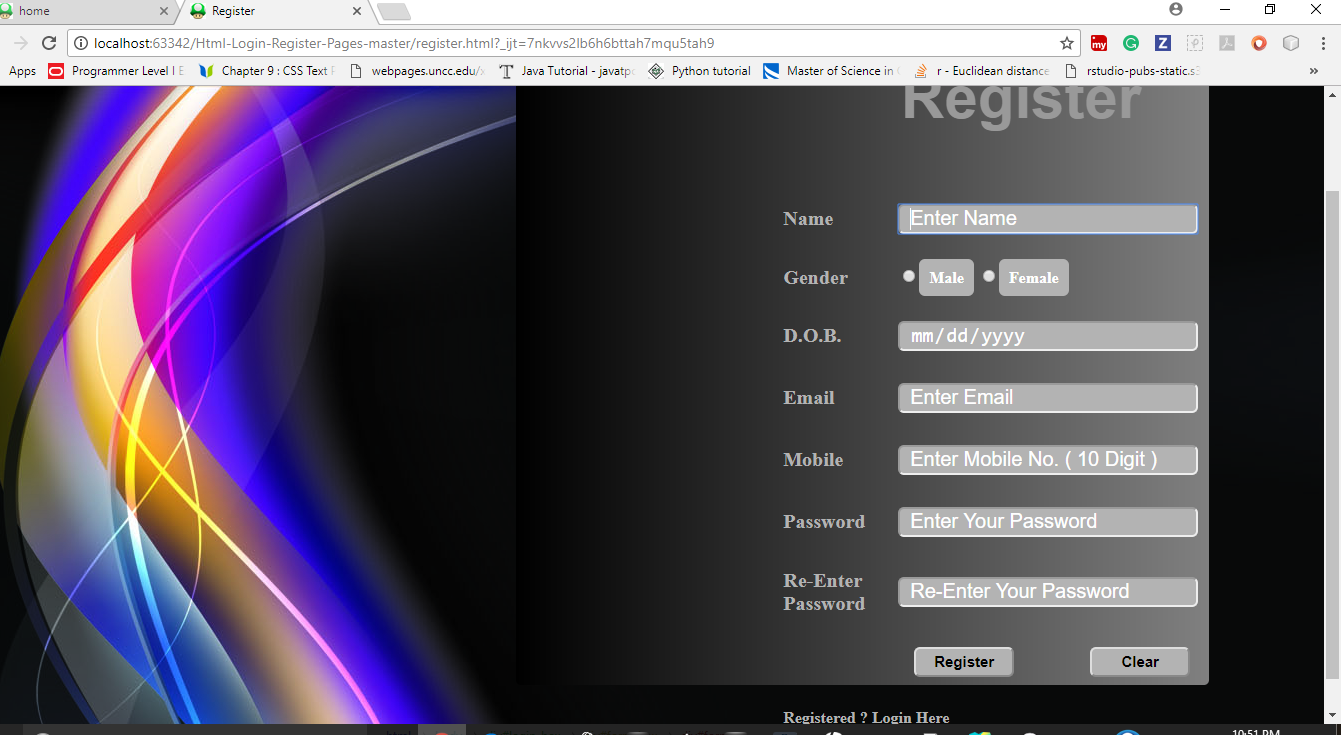 home
Register
localhost:63342/Html-Login-Register-Pages-master/register.html?_ijt=7nkvvs2lb6h6bttah7mqu5tah9
my
G
Z
Apps Programmer Level I E Chapter 9 : CSS Text webpages.uncc.edu/ Java Tutorial - javatp Python tutorial Master of Science in r - Euclidean distance rstudio-pubs-static.s3 »
Register
Name Enter Name
Gender Male Female
D.O.B. mm/dd/yyyy
Email Enter Email
Mobile Enter Mobile No. ( 10 Digit )
Password Enter Your Password
Re-Enter
Password Re-Enter Your Password
Register Clear
Registered ? Login Here
10:51 PM